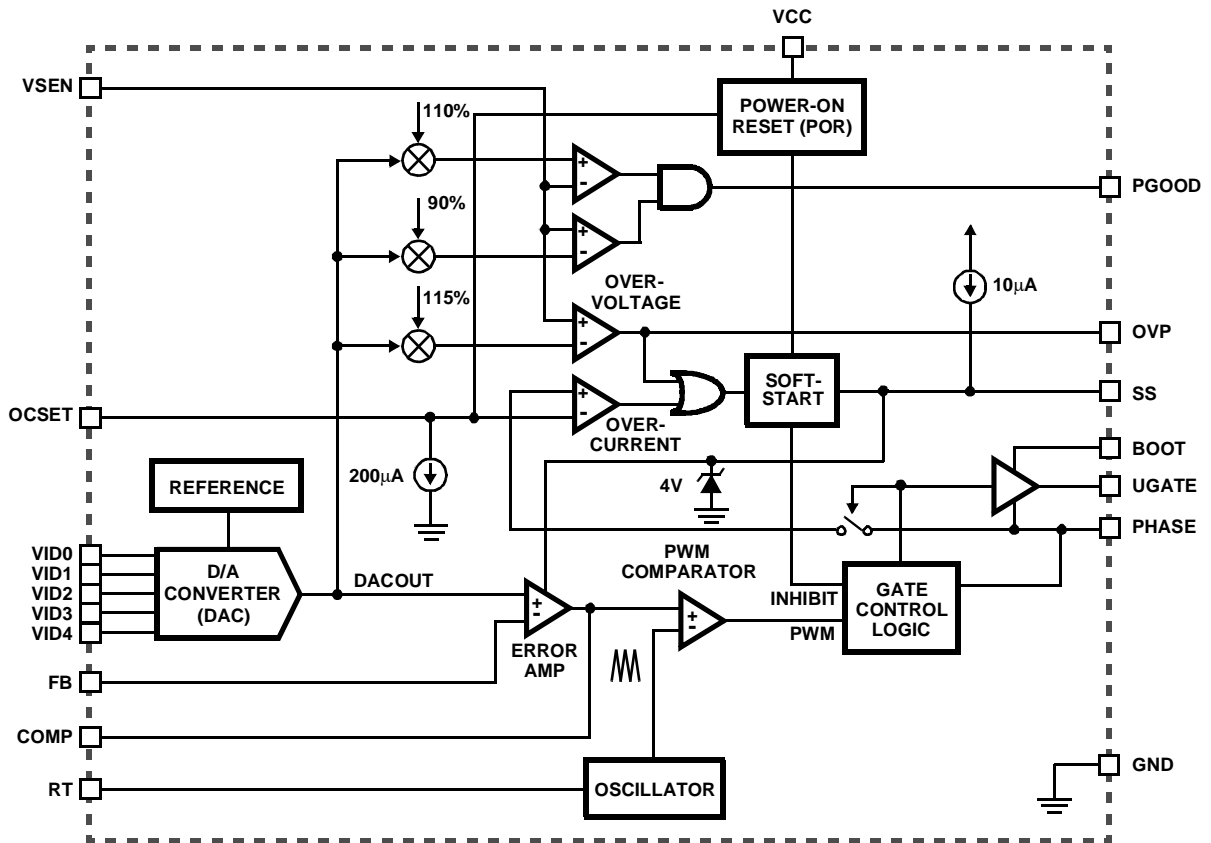 VCC
VSEN
110%
POWER-ON
RESET (POR)
+
-
PGOOD
90%
+
-
10µA
OVER-
VOLTAGE
115%
+
-
OVP
SOFT-
START
SS
OCSET
+
-
OVER-
CURRENT
200µA
4V
BOOT
UGATE
PHASE
REFERENCE
VID0
VID1
VID2
VID3
VID4
D/A
CONVERTER
(DAC)
DACOUT
PWM
COMPARATOR
+
-
ERROR
AMP
+
-
INHIBIT
PWM
GATE
CONTROL
LOGIC
FB
COMP
RT
OSCILLATOR
GND